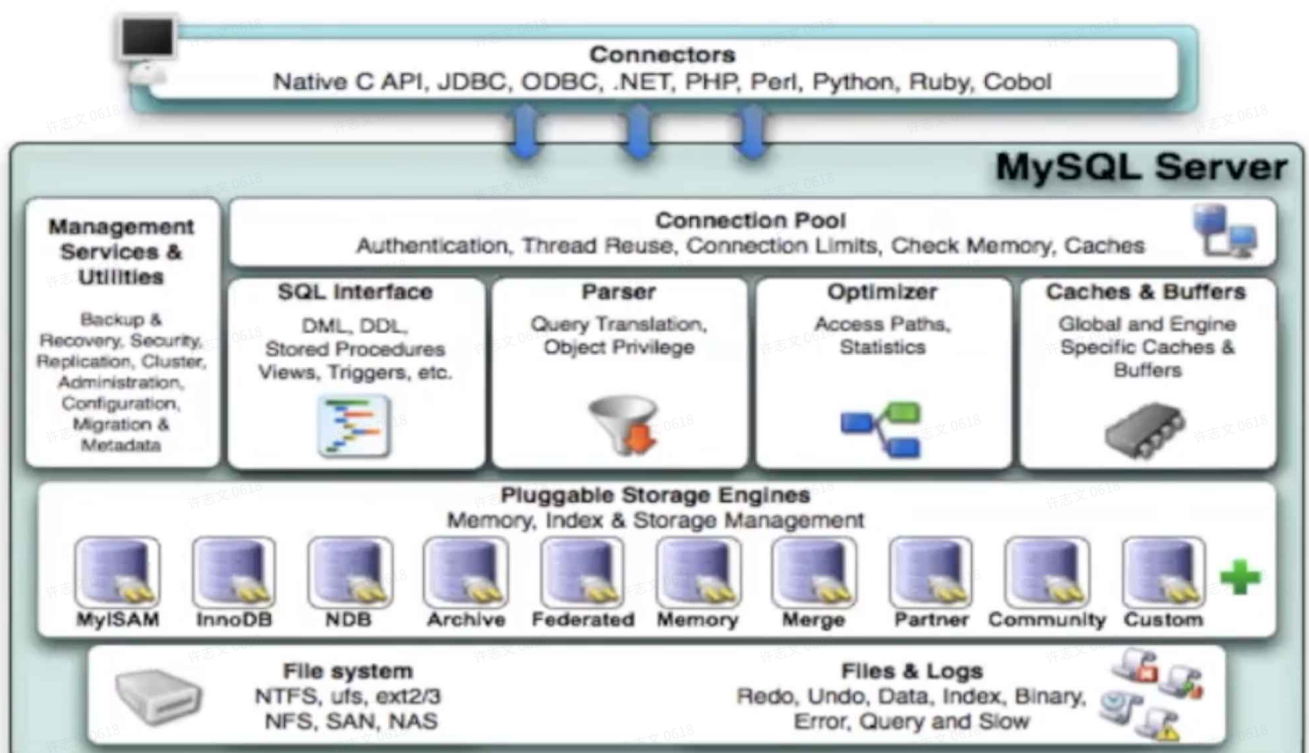 Connectors
Native C API, JDBC, ODBC, .NET, PHP, Perl, Python, Ruby, Cobol
MySQL Server
Management
Services &
Utilities
Backup &
Recovery, Security,
Replication, Cluster,
Administration,
Configuration,
Migration &
Metadata
Connection Pool
Authentication, Thread Reuse, Connection Limits, Check Memory, Caches
SQL Interface
DML, DDL,
Stored Procedures
Views, Triggers, etc.
Parser
Query Translation,
Object Privilege
Optimizer
Access Paths,
Statistics
Caches & Buffers
Global and Engine
Specific Caches &
Buffers
Pluggable Storage Engines
Memory, Index & Storage Management
MyISAM
InnoDB
NDB
Archive
Federated
Memory
Merge
Partner
Community
Custom
File system
NTFS, ufs, ext2/3
NFS, SAN, NAS
Files & Logs
Redo, Undo, Data, Index, Binary,
Error, Query and Slow
许志文 0618